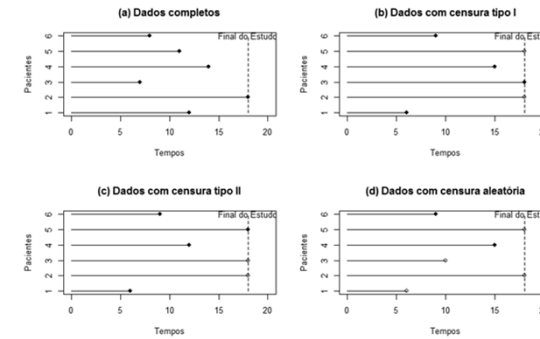 (a) Dados completos
Final do Estudo
Pacientes
6
5
4
3
2
1
0 5 10 15 20
Tempos
(b) Dados com censura tipo I
Final do Estudo
Pacientes
6
5
4
3
2
1
0 5 10 15
Tempos
(c) Dados com censura tipo II
Final do Estudo
Pacientes
6
5
4
3
2
1
0 5 10 15 20
Tempos
(d) Dados com censura aleatória
Final do Estudo
Pacientes
6
5
4
3
2
1
0 5 10 15
Tempos